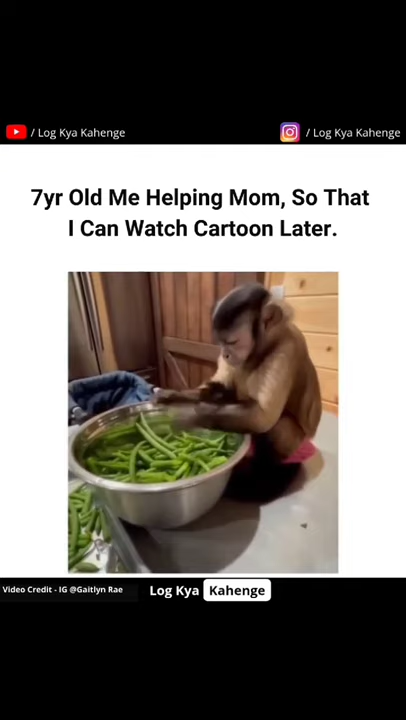 / Log Kya Kahenge
/ Log Kya Kahenge
7yr Old Me Helping Mom, So That
I Can Watch Cartoon Later.
Video Credit - IG @Gaitlyn Rae
Log Kya Kahenge